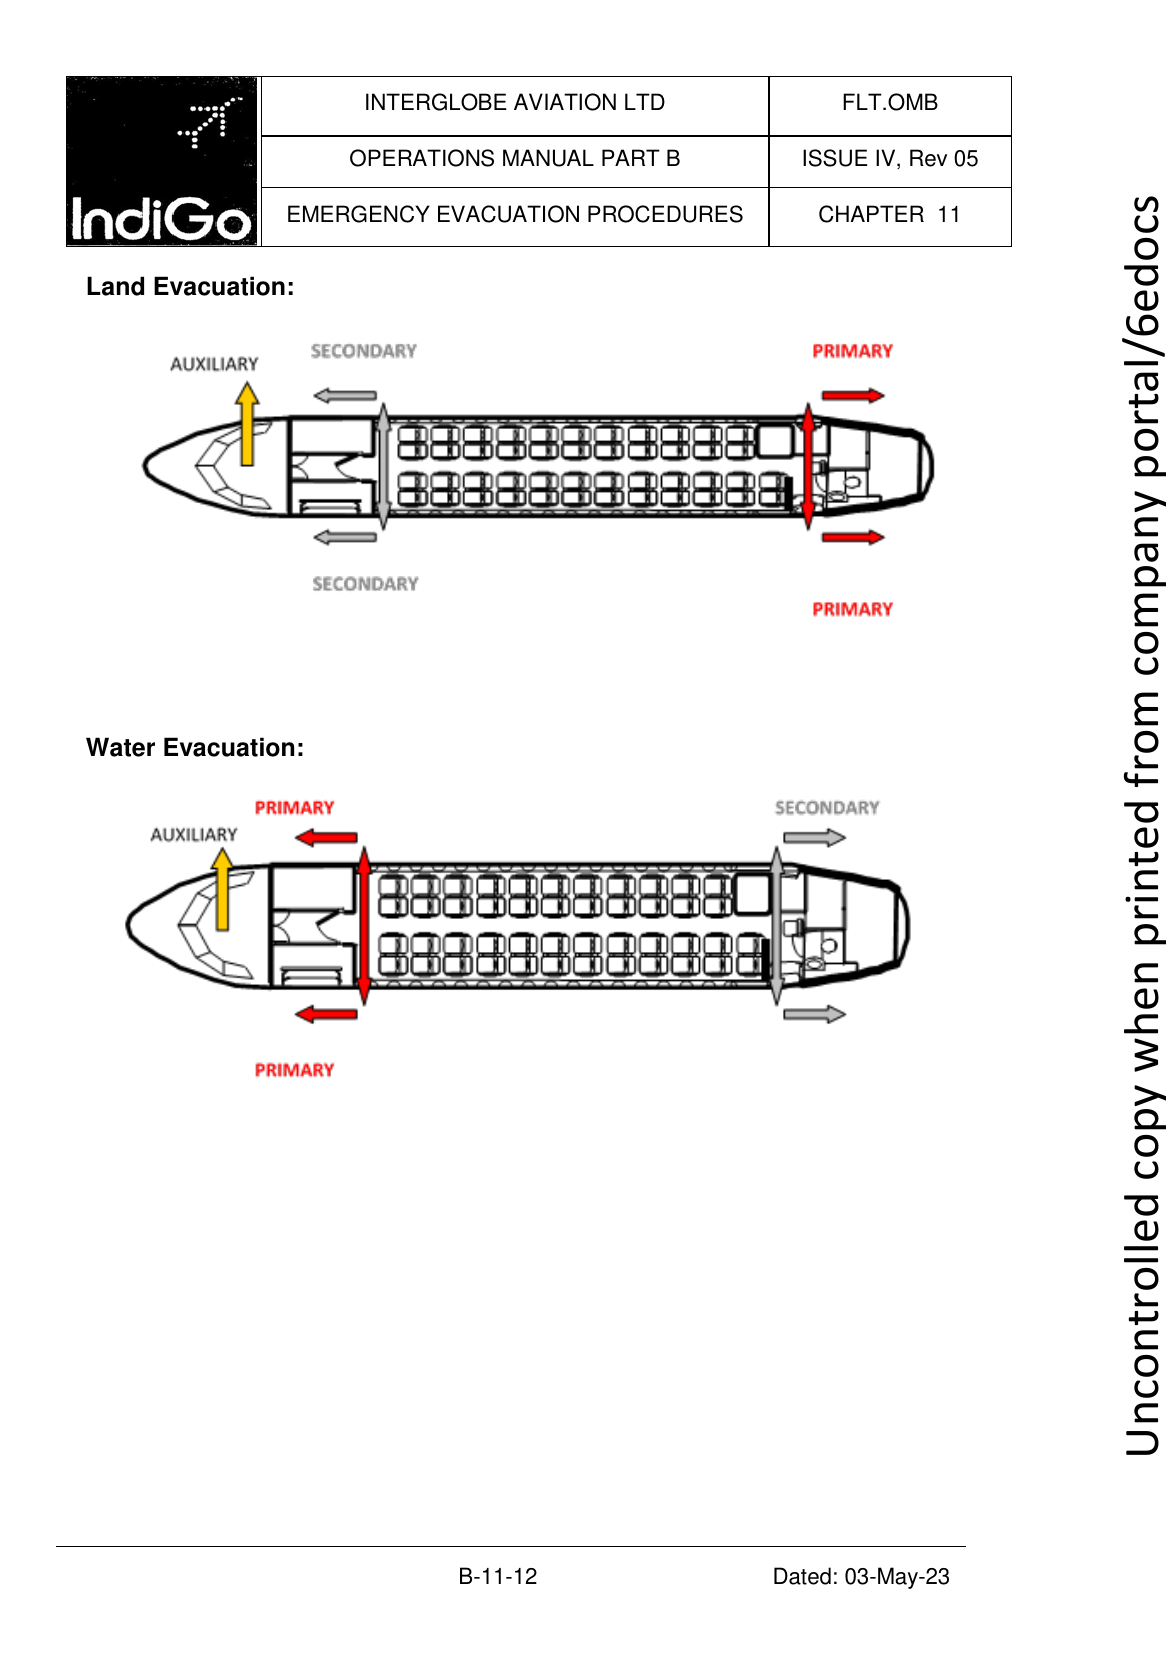 IndiGo
INTERGLOBE AVIATION LTD
FLT.OMB
OPERATIONS MANUAL PART B
ISSUE IV, Rev 05
EMERGENCY EVACUATION PROCEDURES
CHAPTER 11
Land Evacuation:
SECONDARY
PRIMARY
AUXILIARY
SECONDARY
PRIMARY
Water Evacuation:
PRIMARY
SECONDARY
AUXILIARY
PRIMARY
B-11-12
Dated: 03-May-23
Uncontrolled copy when printed from company portal/6edocs